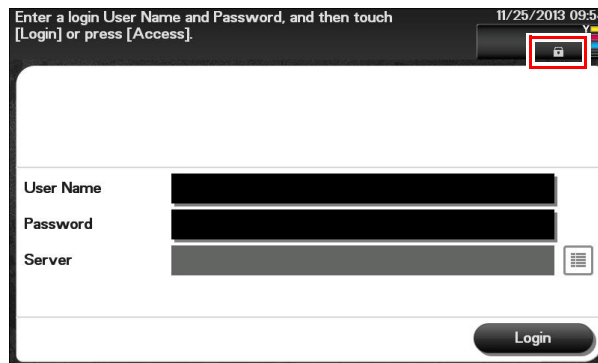 Enter a login User Name and Password, and then touch
[Login] or press [Access].
11/25/2013 09:5
Y
User Name
Password
Server
Login